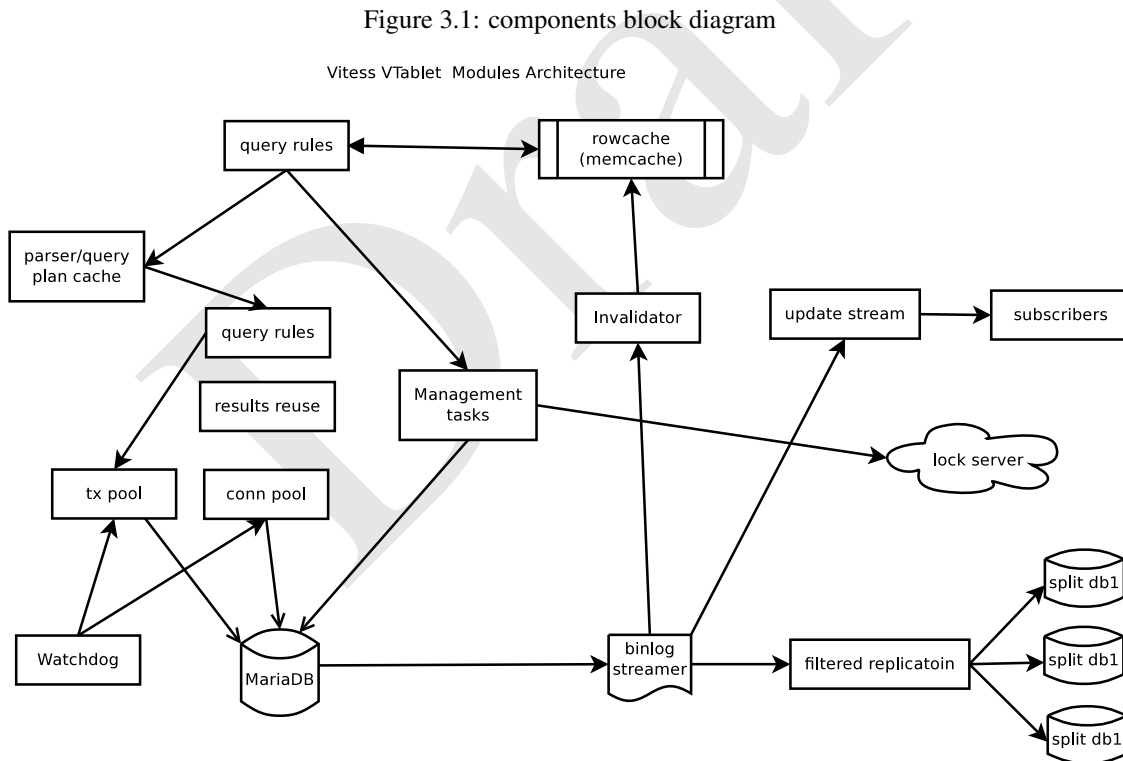 Figure 3.1: components block diagram
Vitess VTablet Modules Architecture
query rules
rowcache
(memcache)
parser/query
plan cache
query rules
Invalidator
update stream
subscribers
results reuse
Management
tasks
lock server
tx pool
conn pool
split db1
Watchdog
MariaDB
binlog
streamer
filtered replicatoin
split db1
split db1
Dra